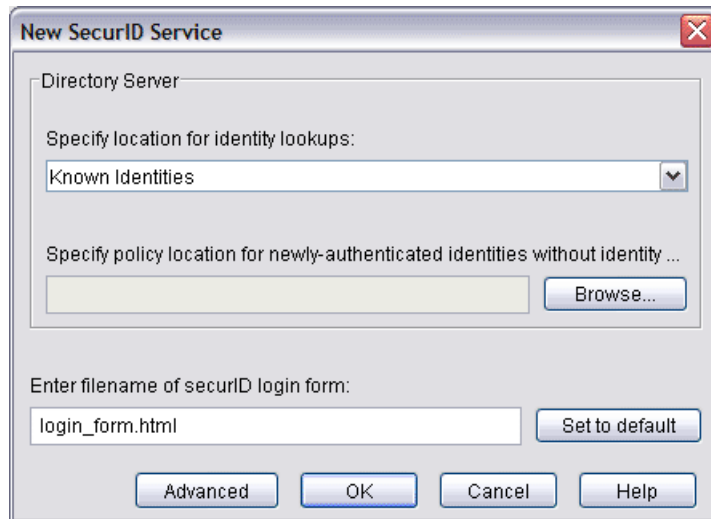 New SecurID Service
Directory Server
Specify location for identity lookups:
Known Identities
Specify policy location for newly-authenticated identities without identity ...
Browse...
Enter filename of securID login form:
login_form.html
Set to default
Advanced
OK
Cancel
Help